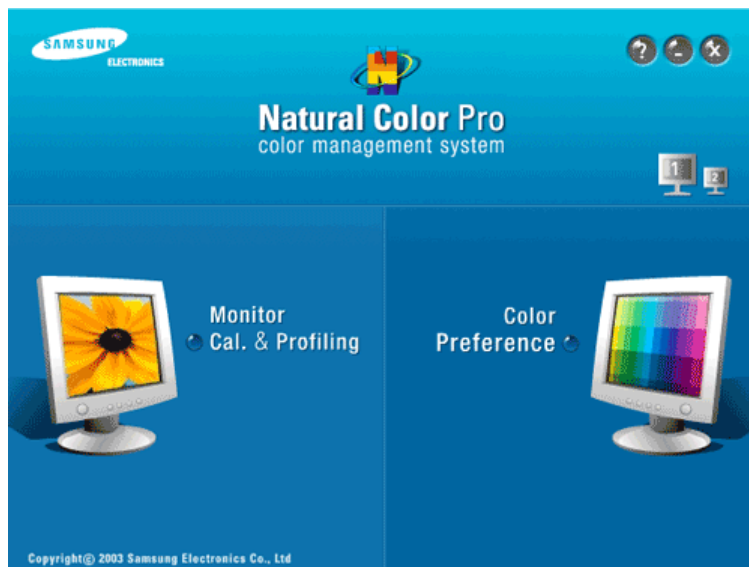 SAMSUNG
ELECTRONICS
? - x
N
Natural Color Pro
color management system
1 2
Monitor
Cal. & Profiling
Color
Preference
Copyright© 2003 Samsung Electronics Co., Ltd